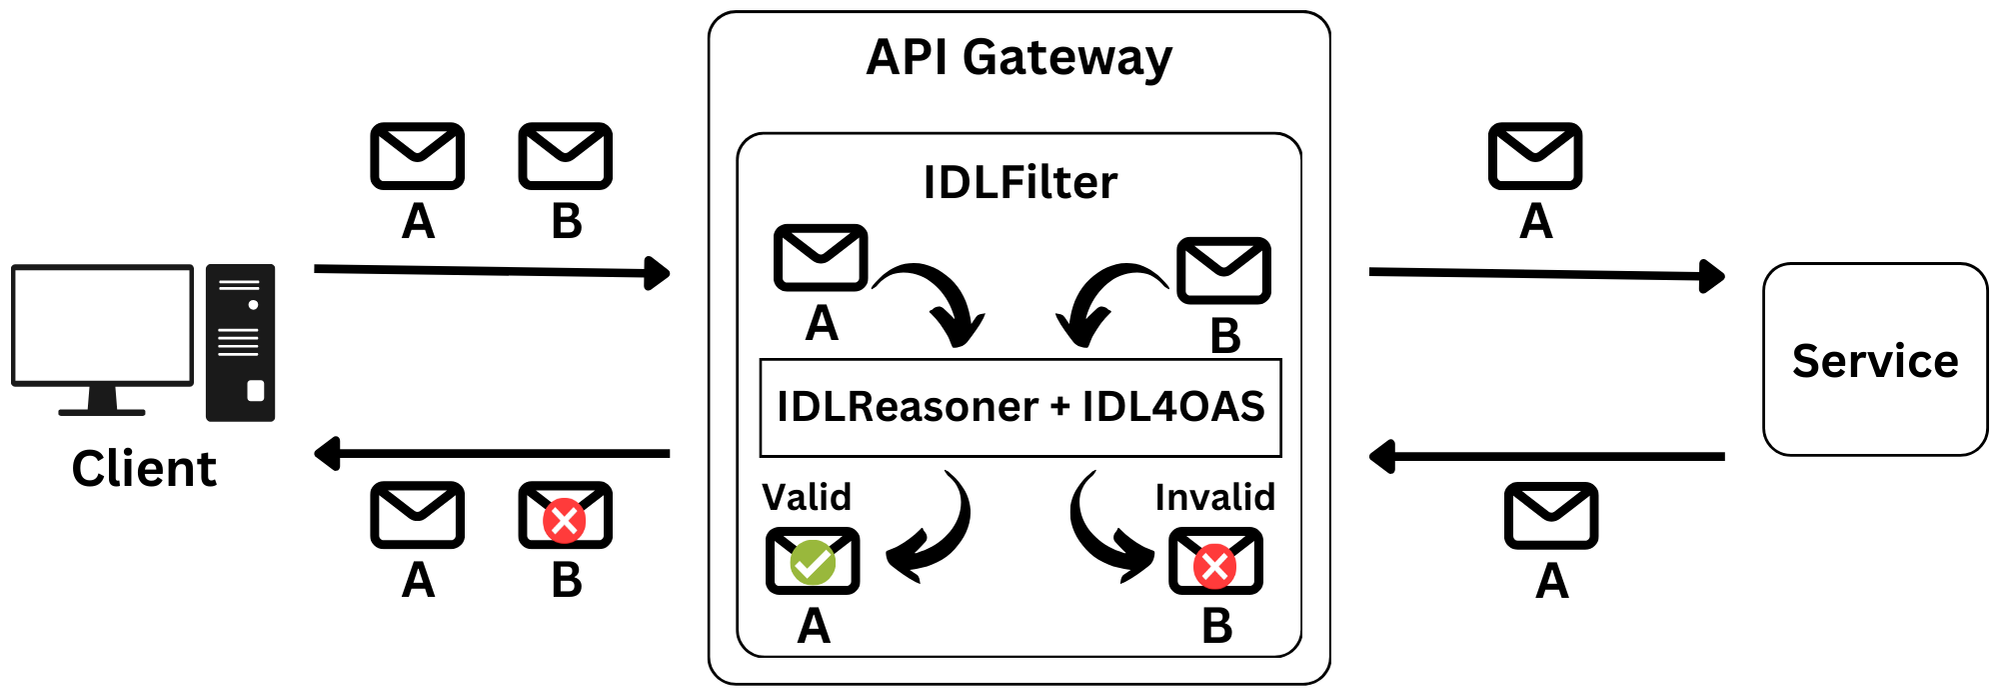 API Gateway
IDLFilter
A
B
A
A
B
IDLReasoner + IDL4OAS
Service
Client
Valid
Invalid
A
B
A
B
A